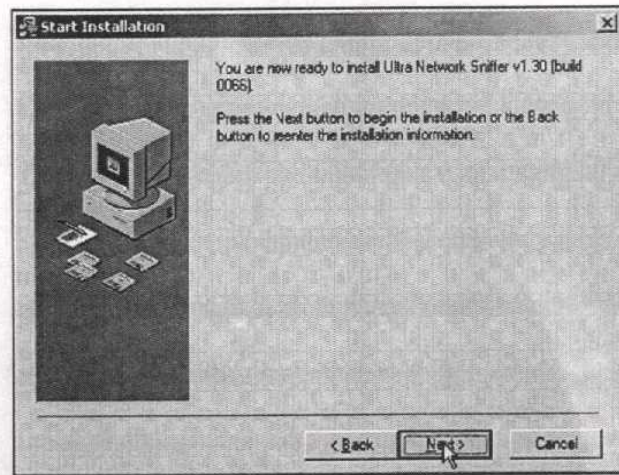 Start Installation
You are now ready to install Ultra Network Sniffer v1.30 (build
0066).
Press the Next button to begin the installation or the Back
button to reenter the installation information.
< Back
Next >
Cancel